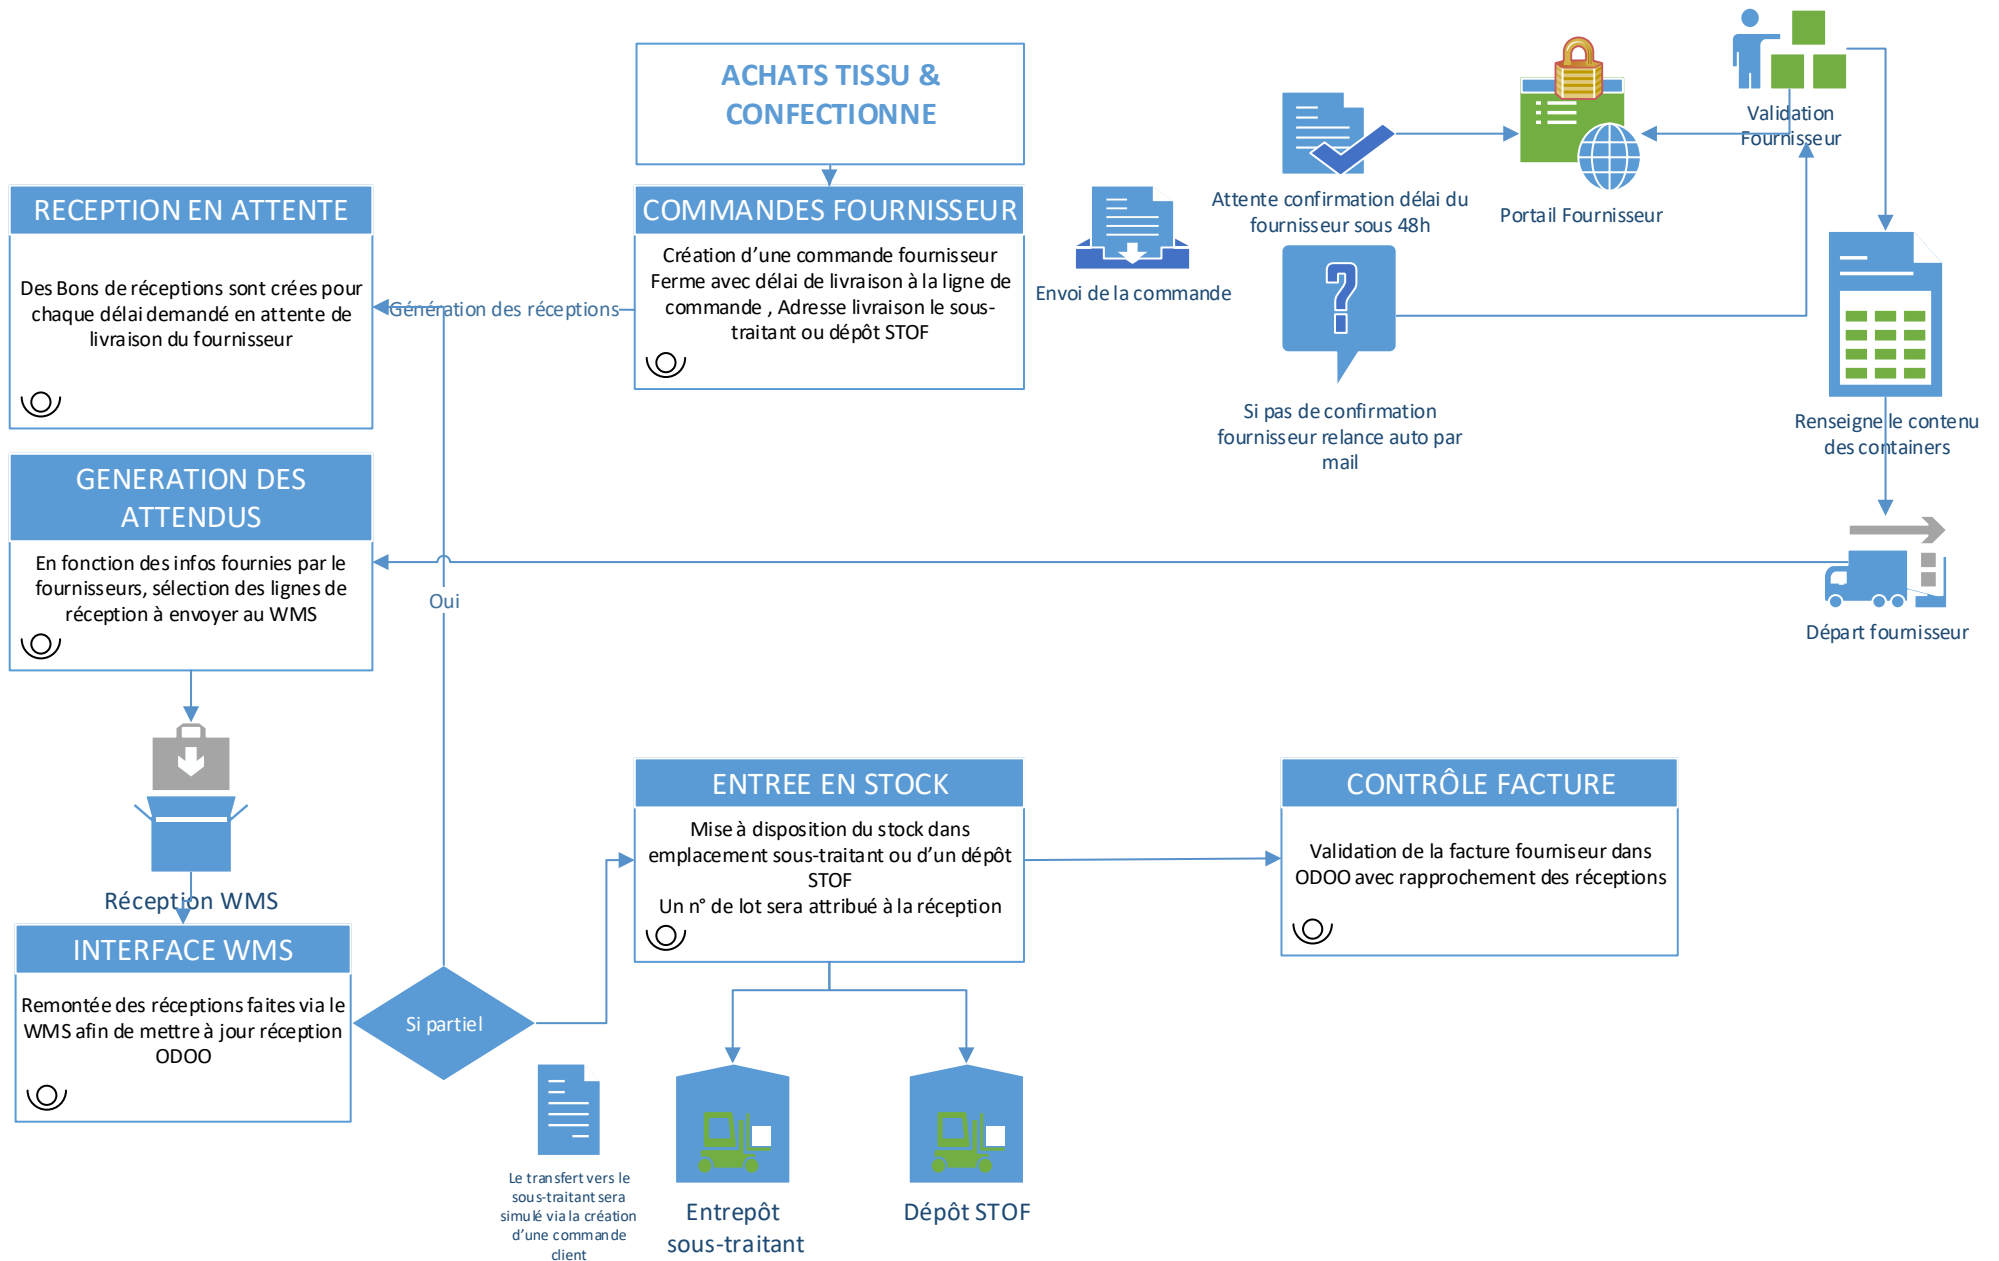 ACHATS TISSU &
CONFECTIONNE
COMMANDES FOURNISSEUR
Création d’une commande fournisseur
Ferme avec délai de livraison à la ligne de
commande , Adresse livraison le sous-
traitant ou dépôt STOF
Génération des réceptions
RECEPTION EN ATTENTE
Des Bons de réceptions sont crées pour
chaque délai demandé en attente de
livraison du fournisseur
Envoi de la commande
Attente confirmation délai du
fournisseur sous 48h
Portail Fournisseur
Validation
Fournisseur
Si pas de confirmation
fournisseur relance auto par
mail
Renseigne le contenu
des containers
Départ fournisseur
GENERATION DES
ATTENDUS
En fonction des infos fournies par le
fournisseurs, sélection des lignes de
réception à envoyer au WMS
Oui
Réception WMS
INTERFACE WMS
Remontée des réceptions faites via le
WMS afin de mettre à jour réception
ODOO
Si partiel
Le transfert vers le
sous-traitant sera
simulé via la création
d’une commande
client
ENTREE EN STOCK
Mise à disposition du stock dans
emplacement sous-traitant ou d’un dépôt
STOF
Un n° de lot sera attribué à la réception
Entrepôt
sous-traitant
Dépôt STOF
CONTRÔLE FACTURE
Validation de la facture fourniseur dans
ODOO avec rapprochement des réceptions